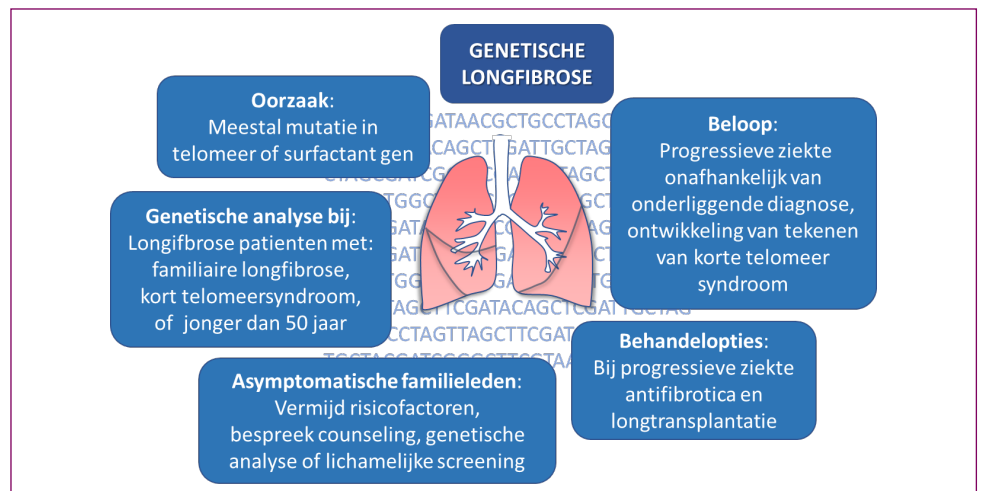 GENETISCHE
LONGFIBROSE
Oorzaak:
Meestal mutatie in
telomeer of surfactant gen
Genetische analyse bij:
Longifbrose patienten met:
familiaire longfibrose,
kort telomeersyndroom,
of jonger dan 50 jaar
Asymptomatische familieleden:
Vermijd risicofactoren,
bespreek counseling, genetische
analyse of lichamelijke screening
Beloop:
Progressieve ziekte
onafhankelijk van
onderliggende diagnose,
ontwikkeling van tekenen
van korte telomeer
syndroom
Behandelopties:
Bij progressieve ziekte
antifibrotica en
longtransplantatie